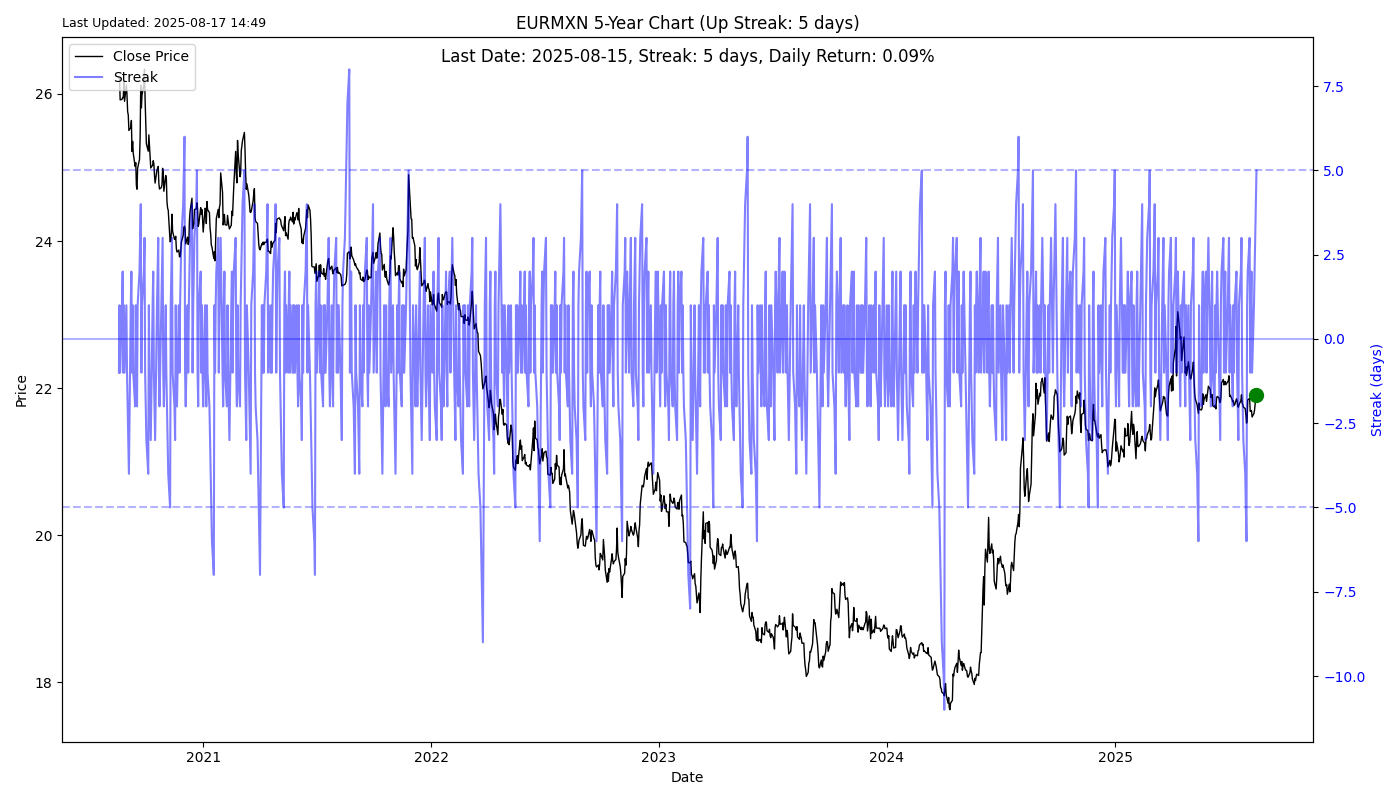 Last Updated: 2025-08-17 14:49
EURMXN 5-Year Chart (Up Streak: 5 days)
Last Date: 2025-08-15, Streak: 5 days, Daily Return: 0.09%
Close Price
Streak
26
24
22
20
18
Price
7.5
5.0
2.5
0.0
−2.5
−5.0
−7.5
−10.0
Streak (days)
2021
2022
2023
2024
2025
Date